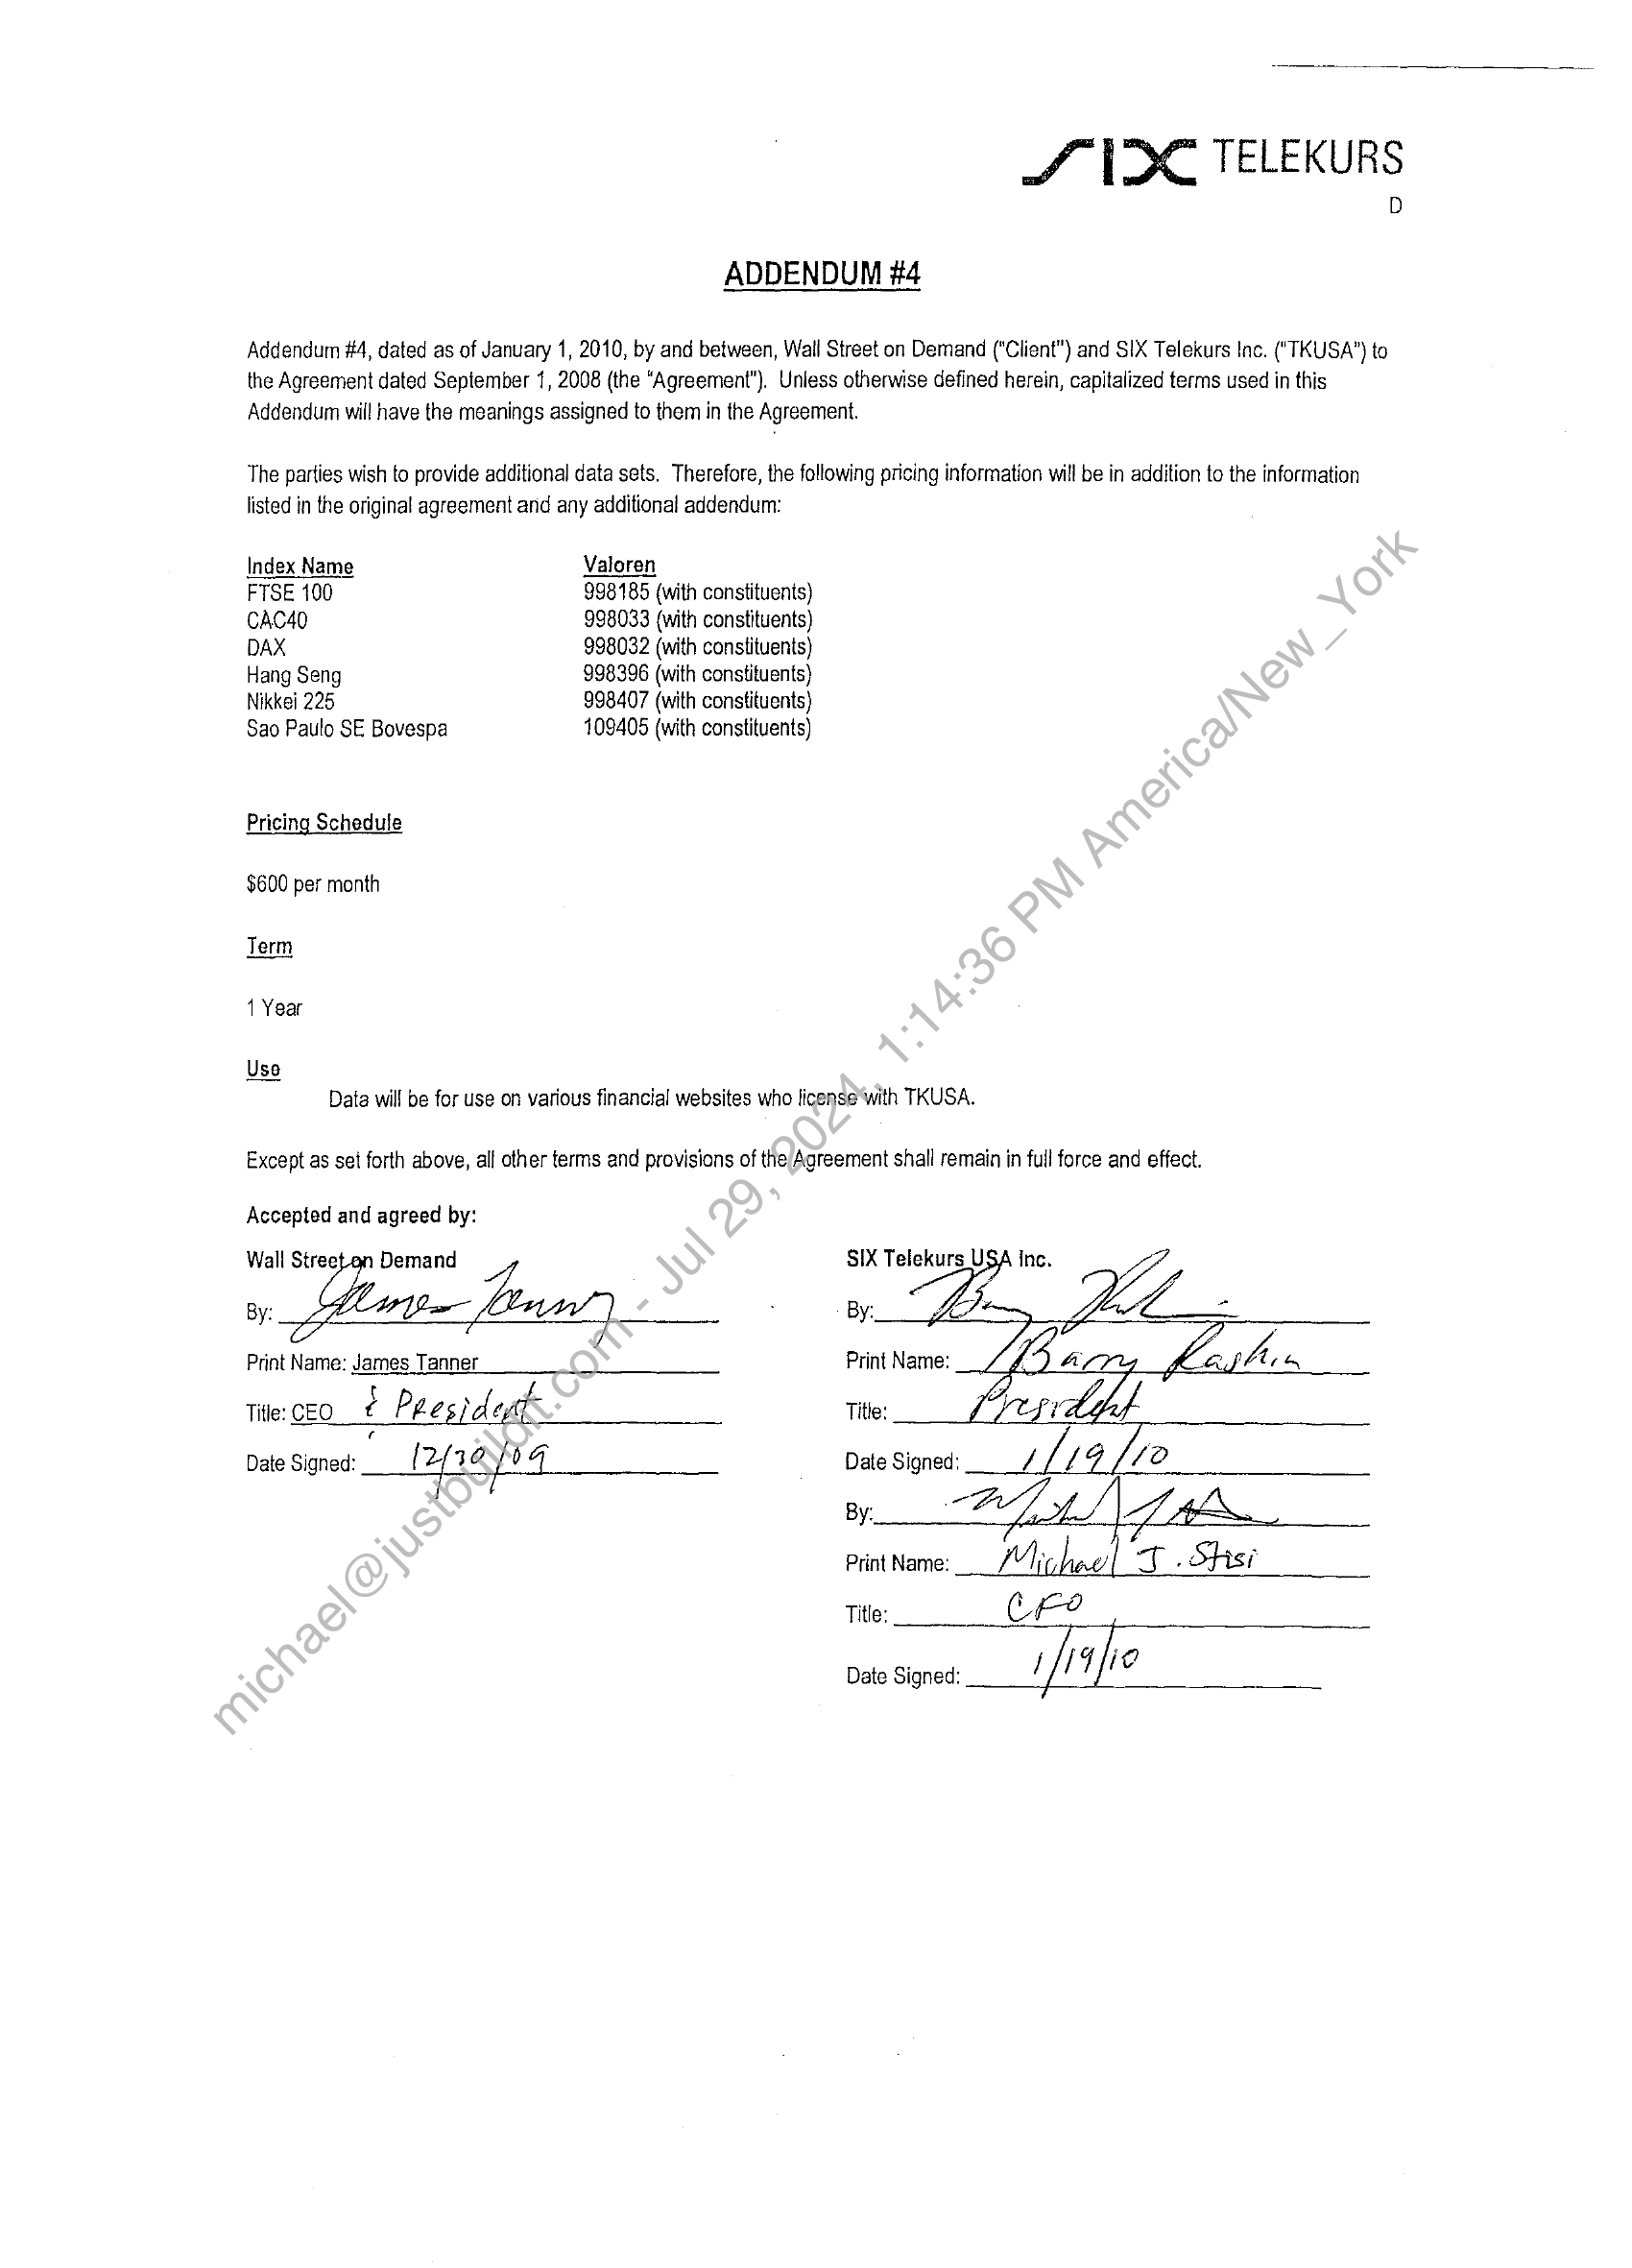 SIX TELEKURS
D
ADDENDUM #4
Addendum #4, dated as of January 1, 2010, by and between, Wall Street on Demand ("Client") and SIX Telekurs Inc. ("TKUSA") to
the Agreement dated September 1, 2008 (the "Agreement"). Unless otherwise defined herein, capitalized terms used in this
Addendum will have the meanings assigned to them in the Agreement.
The parties wish to provide additional data sets. Therefore, the following pricing information will be in addition to the information
listed in the original agreement and any additional addendum:
Index Name Valoren
FTSE 100 998185 (with constituents)
CAC40 998033 (with constituents)
DAX 998032 (with constituents)
Hang Seng 998396 (with constituents)
Nikkei 225 998407 (with constituents)
Sao Paulo SE Bovespa 109405 (with constituents)
Pricing Schedule
$600 per month
Term
1 Year
Use
Data will be for use on various financial websites who license with TKUSA.
Except as set forth above, all other terms and provisions of the Agreement shall remain in full force and effect.
Accepted and agreed by:
Wall Street on Demand
By: James Tanner
Print Name: James Tanner
Title: CEO & President
Date Signed: 12/30/09
SIX Telekurs USA Inc.
By:
Print Name: Barry Raskin
Title: President
Date Signed: 1/19/10
By:
Print Name: Michael J. Stisi
Title: CFO
Date Signed: 1/19/10
michael@justbuildit.com - Jul 29, 2024, 1:14:36 PM America/New_York